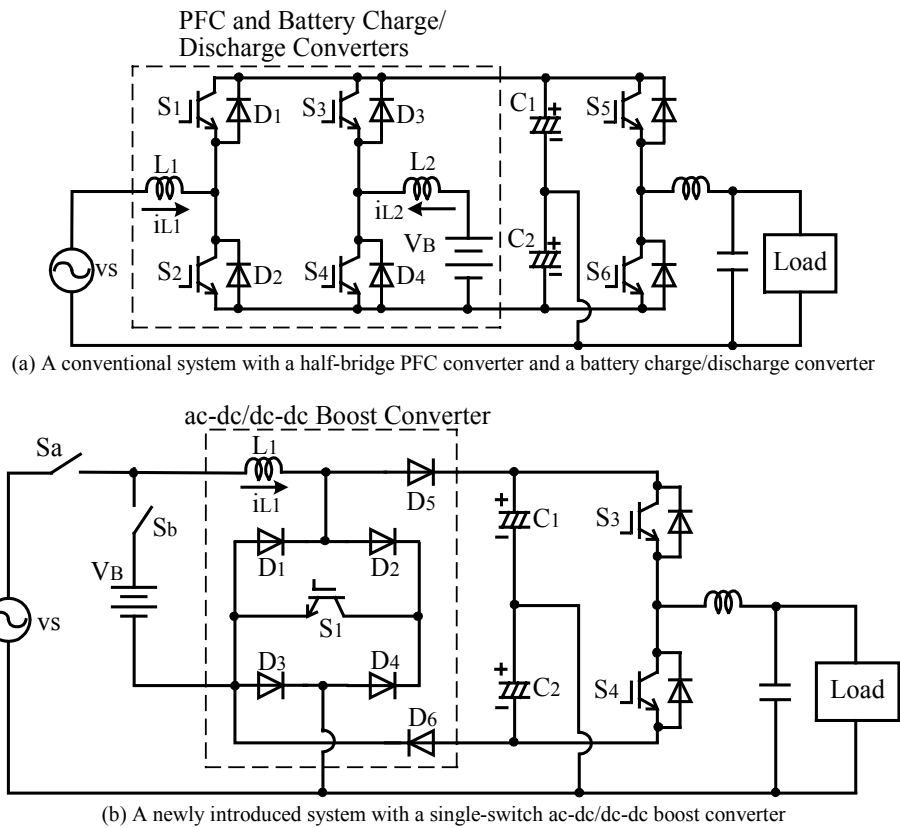 PFC and Battery Charge/
Discharge Converters
S1
D1
S3
D3
C1
+
-
S5
L1
iL1
L2
iL2
VB
vs
S2
D2
S4
D4
C2
+
-
S6
Load
(a) A conventional system with a half-bridge PFC converter and a battery charge/discharge converter
ac-dc/dc-dc Boost Converter
Sa
L1
iL1
D5
Sb
VB
vs
D1
D2
S1
D3
D4
D6
+
-
C1
+
-
C2
S3
S4
Load
(b) A newly introduced system with a single-switch ac-dc/dc-dc boost converter